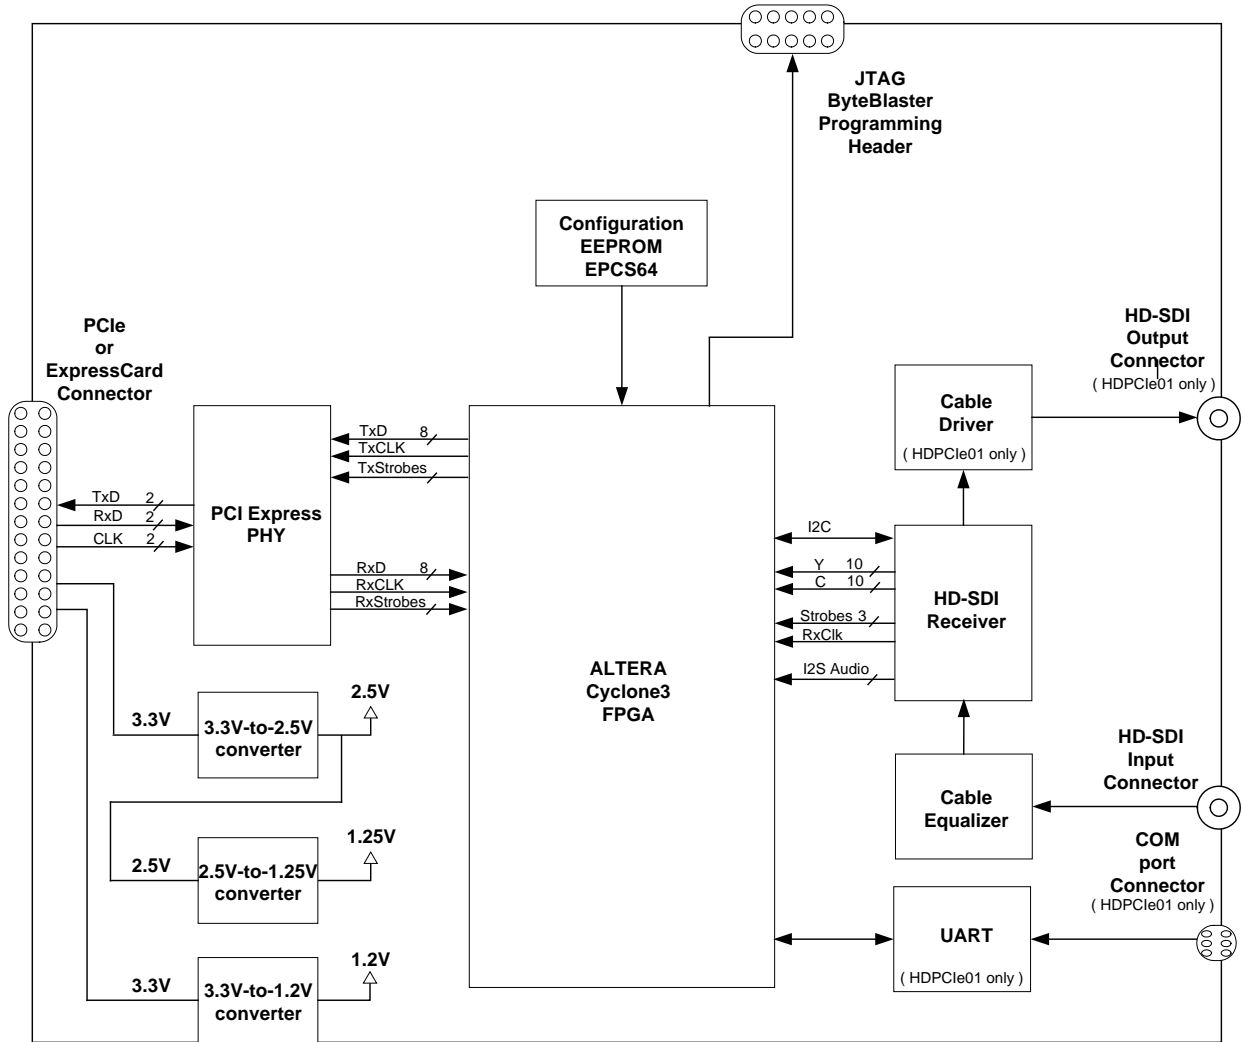 JTAG
ByteBlaster
Programming
Header
Configuration
EEPROM
EPCS64
PCIe
or
ExpressCard
Connector
HD-SDI
Output
Connector
( HDPCIe01 only )
Cable
Driver
( HDPCIe01 only )
TxD 8
TxCLK
TxStrobes
TxD 2
RxD 2
CLK 2
PCI Express
PHY
RxD 8
RxCLK
RxStrobes
I2C
Y 10
C 10
Strobes 3
RxClk
I2S Audio
HD-SDI
Receiver
ALTERA
Cyclone3
FPGA
2.5V
3.3V
3.3V-to-2.5V
converter
HD-SDI
Input
Connector
Cable
Equalizer
1.25V
2.5V
2.5V-to-1.25V
converter
COM
port
Connector
( HDPCIe01 only )
UART
( HDPCIe01 only )
1.2V
3.3V
3.3V-to-1.2V
converter